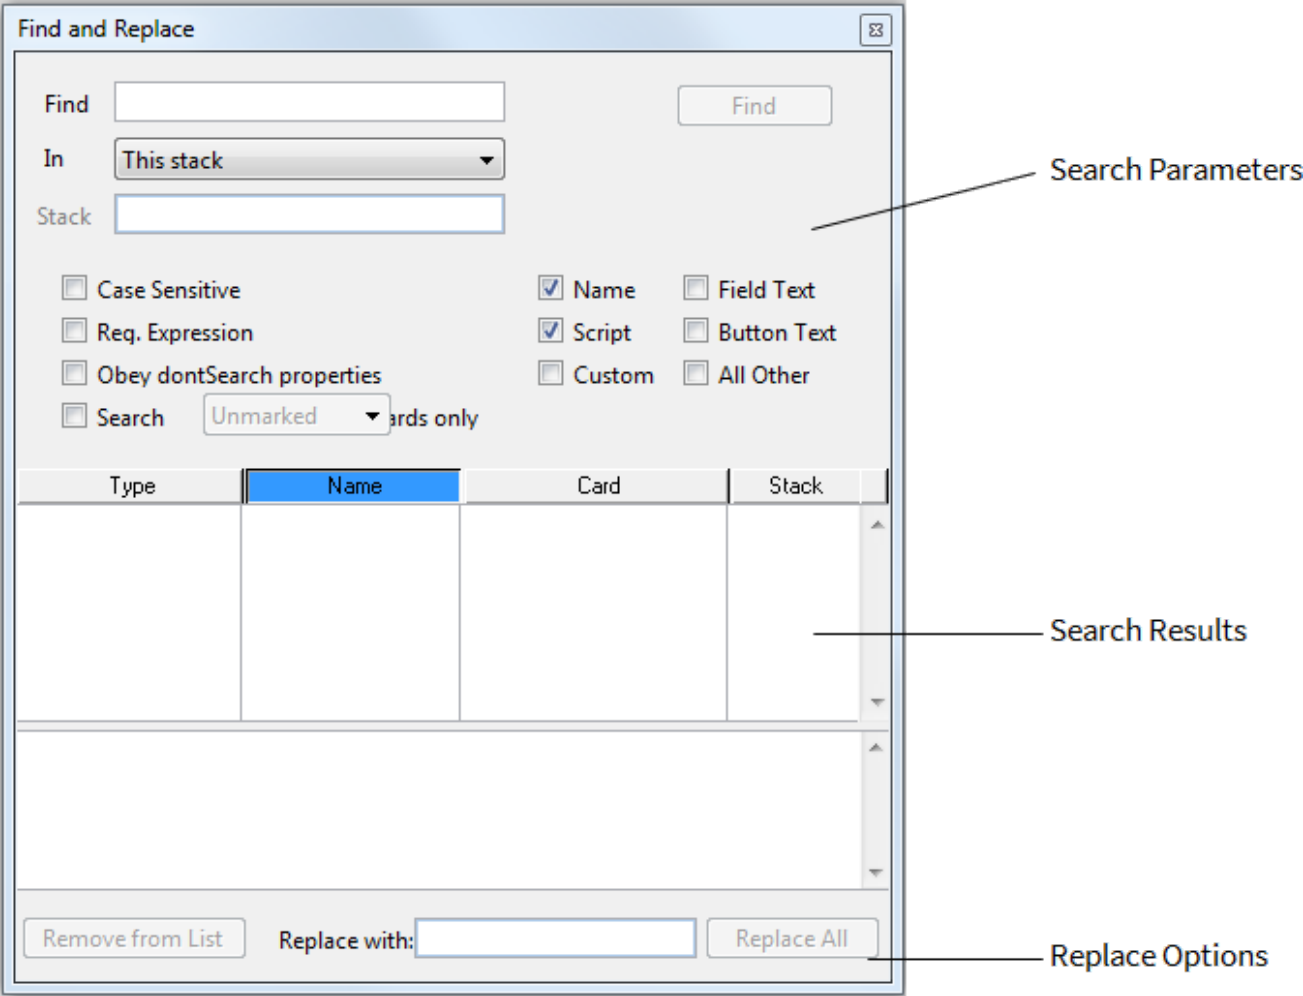 Find and Replace
Find
Find
In
This stack
Search Parameters
Stack
Case Sensitive
Name
Field Text
Req. Expression
Script
Button Text
Obey dontSearch properties
Custom
All Other
Search
Unmarked
ards only
Type
Name
Card
Stack
Search Results
Remove from List
Replace with:
Replace All
Replace Options